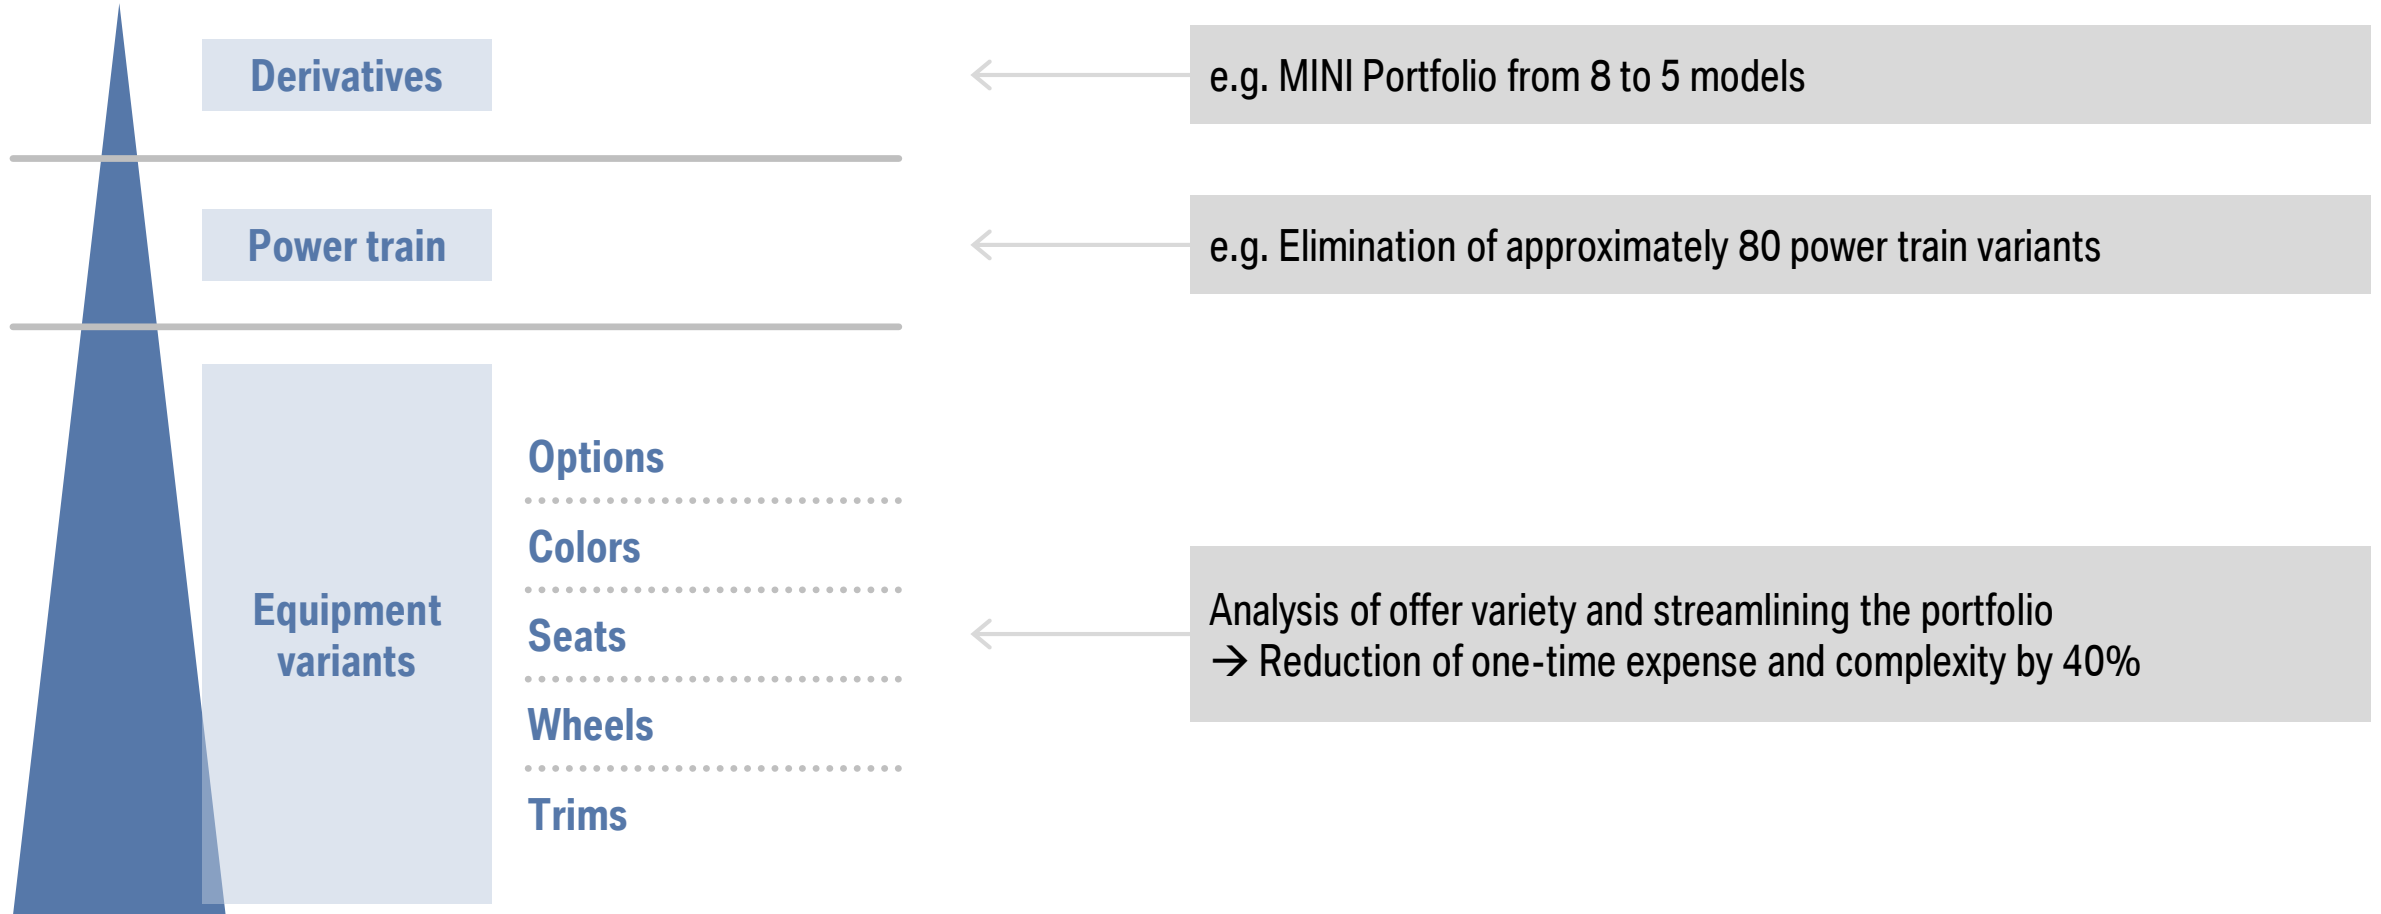 Derivatives
e.g. MINI Portfolio from 8 to 5 models
Power train
e.g. Elimination of approximately 80 power train variants
Equipment
variants
Options
Colors
Seats
Wheels
Trims
Analysis of offer variety and streamlining the portfolio
→ Reduction of one-time expense and complexity by 40%